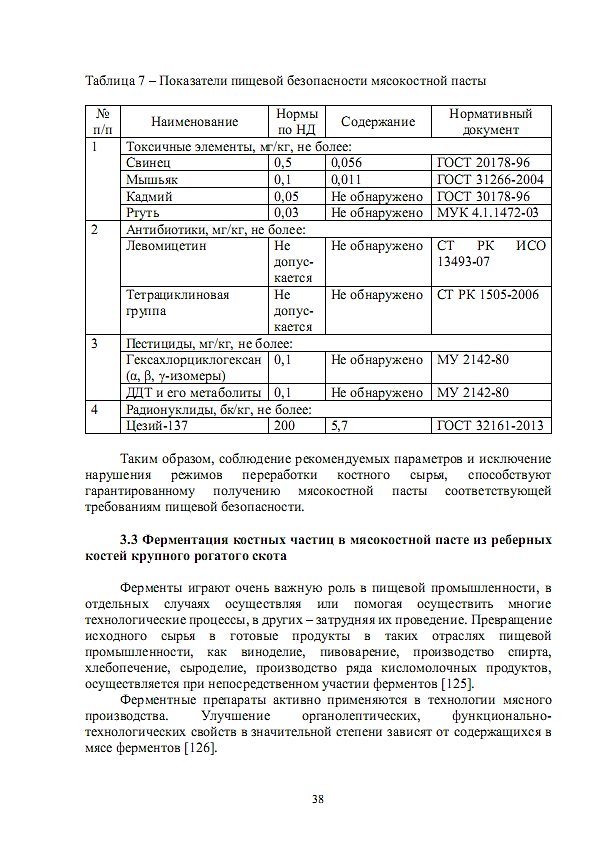 Таблица 7 – Показатели пищевой безопасности мясокостной пасты
№ п/п Наименование Нормы по НД Содержание Нормативный документ
1 Токсичные элементы, мг/кг, не более:
Свинец 0,5 0,056 ГОСТ 20178-96
Мышьяк 0,1 0,011 ГОСТ 31266-2004
Кадмий 0,05 Не обнаружено ГОСТ 30178-96
Ртуть 0,03 Не обнаружено МУК 4.1.1472-03
2 Антибиотики, мг/кг, не более:
Левомицетин Не допус-кается Не обнаружено СТ РК ИСО 13493-07
Тетрациклиновая группа Не допус-кается Не обнаружено СТ РК 1505-2006
3 Пестициды, мг/кг, не более:
Гексахлорциклогексан (α, β, γ-изомеры) 0,1 Не обнаружено МУ 2142-80
ДДТ и его метаболиты 0,1 Не обнаружено МУ 2142-80
4 Радионуклиды, бк/кг, не более:
Цезий-137 200 5,7 ГОСТ 32161-2013
Таким образом, соблюдение рекомендуемых параметров и исключение
нарушения режимов переработки костного сырья, способствуют
гарантированному получению мясокостной пасты соответствующей
требованиям пищевой безопасности.
3.3 Ферментация костных частиц в мясокостной пасте из реберных
костей крупного рогатого скота
Ферменты играют очень важную роль в пищевой промышленности, в
отдельных случаях осуществляя или помогая осуществить многие
технологические процессы, в других – затрудняя их проведение. Превращение
исходного сырья в готовые продукты в таких отраслях пищевой
промышленности, как виноделие, пивоварение, производство спирта,
хлебопечение, сыроделие, производство ряда кисломолочных продуктов,
осуществляется при непосредственном участии ферментов [125].
Ферментные препараты активно применяются в технологии мясного
производства. Улучшение органолептических, функционально-
технологических свойств в значительной степени зависят от содержащихся в
мясе ферментов [126].
38